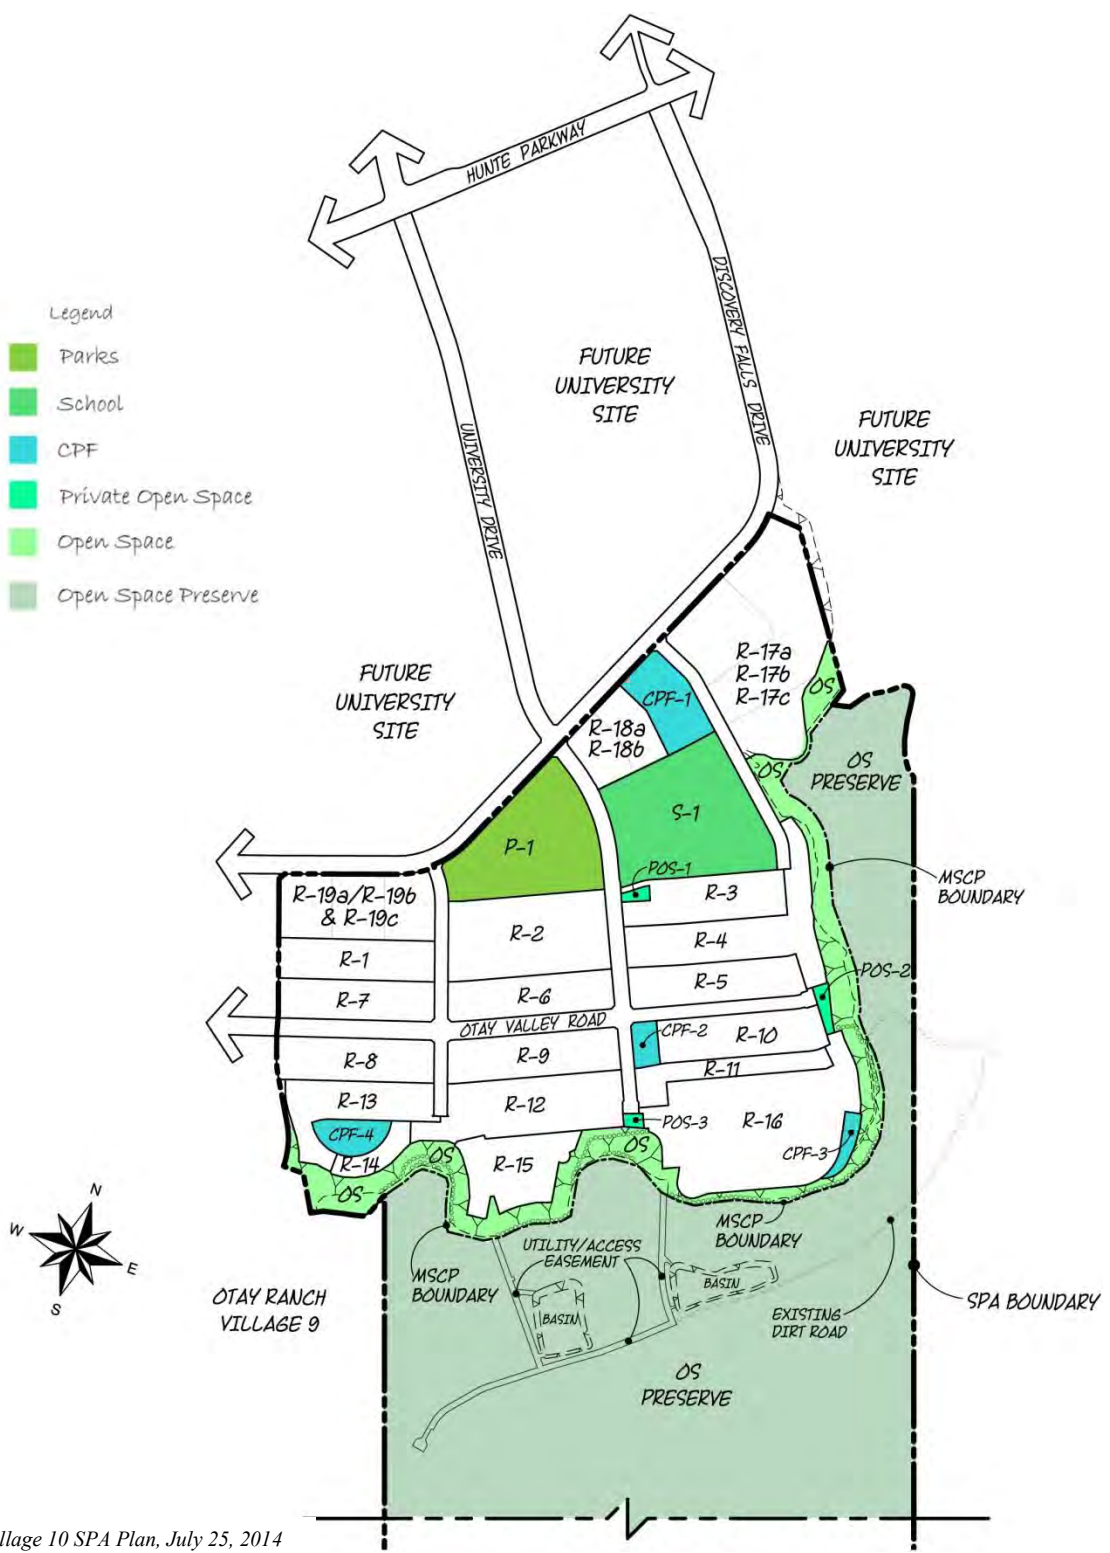 HUNTE PARKWAY
DISCOVERY FALLS DRIVE
UNIVERSITY DRIVE
Legend
Parks
School
CPF
Private Open Space
Open Space
Open Space Preserve
FUTURE
UNIVERSITY
SITE
FUTURE
UNIVERSITY
SITE
FUTURE
UNIVERSITY
SITE
R-17a
R-17b
R-17c
OS
CPF-1
R-18a
R-18b
OS
OS
PRESERVE
S-1
P-1
POS-1
MSCP
BOUNDARY
R-19a/R-19b
& R-19c
R-3
R-2
R-4
R-1
R-5
POS-2
R-7
R-6
OTAY VALLEY ROAD
CPF-2
R-10
R-8
R-9
R-11
R-13
R-12
POS-3
R-16
CPF-4
OS
OS
CPF-3
R-14
R-15
OS
N
W
E
S
MSCP
BOUNDARY
UTILITY/ACCESS
EASEMENT
MSCP
BOUNDARY
BASIN
BASIN
OTAY RANCH
VILLAGE 9
EXISTING
DIRT ROAD
SPA BOUNDARY
OS
PRESERVE
llage 10 SPA Plan, July 25, 2014